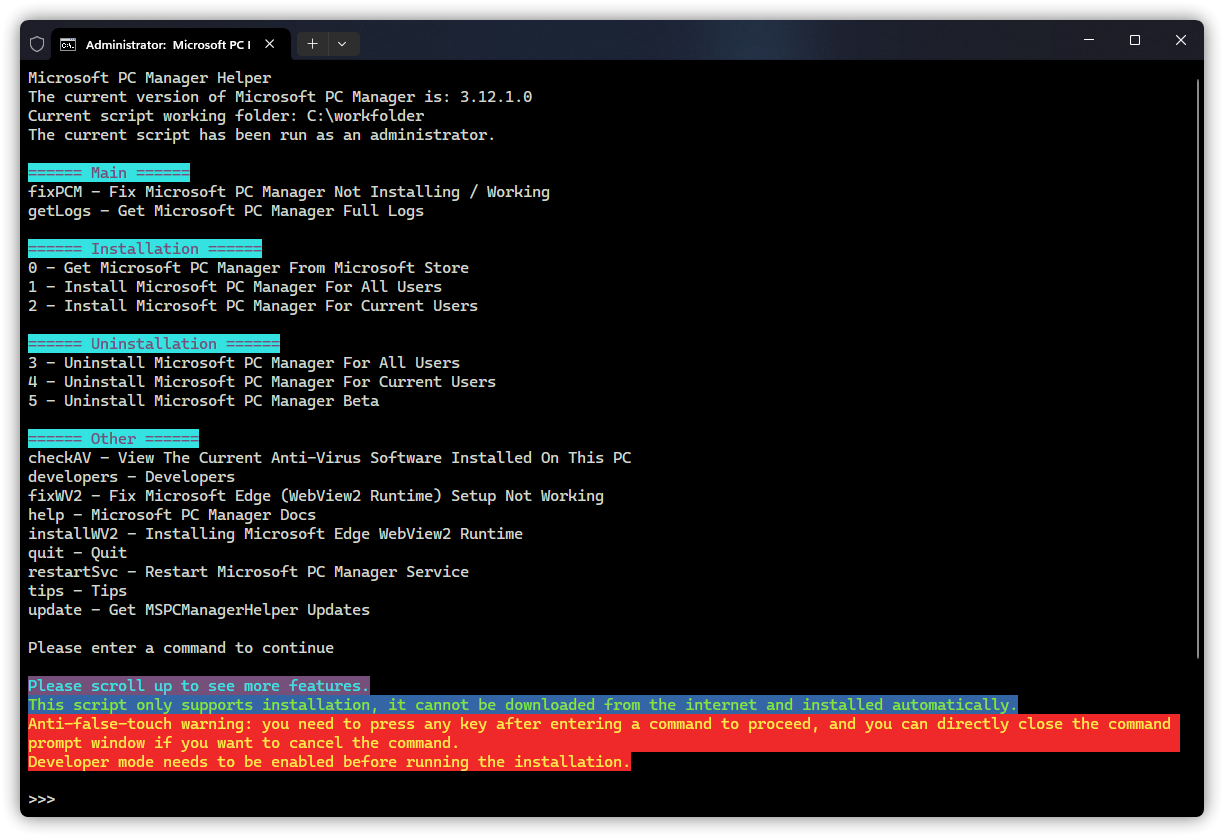 Administrator: Microsoft PC
Microsoft PC Manager Helper
The current version of Microsoft PC Manager is: 3.12.1.0
Current script working folder: C:\workfolder
The current script has been run as an administrator.
====== Main ======
fixPCM - Fix Microsoft PC Manager Not Installing / Working
getLogs - Get Microsoft PC Manager Full Logs
====== Installation ======
0 - Get Microsoft PC Manager From Microsoft Store
1 - Install Microsoft PC Manager For All Users
2 - Install Microsoft PC Manager For Current Users
====== Uninstallation ======
3 - Uninstall Microsoft PC Manager For All Users
4 - Uninstall Microsoft PC Manager For Current Users
5 - Uninstall Microsoft PC Manager Beta
====== Other ======
checkAV - View The Current Anti-Virus Software Installed On This PC
developers - Developers
fixWV2 - Fix Microsoft Edge (WebView2 Runtime) Setup Not Working
help - Microsoft PC Manager Docs
installWV2 - Installing Microsoft Edge WebView2 Runtime
quit - Quit
restartSvc - Restart Microsoft PC Manager Service
tips - Tips
update - Get MSPCManagerHelper Updates
Please enter a command to continue
Please scroll up to see more features.
This script only supports installation, it cannot be downloaded from the internet and installed automatically.
Anti-false-touch warning: you need to press any key after entering a command to proceed, and you can directly close the command
prompt window if you want to cancel the command.
Developer mode needs to be enabled before running the installation.
>>>